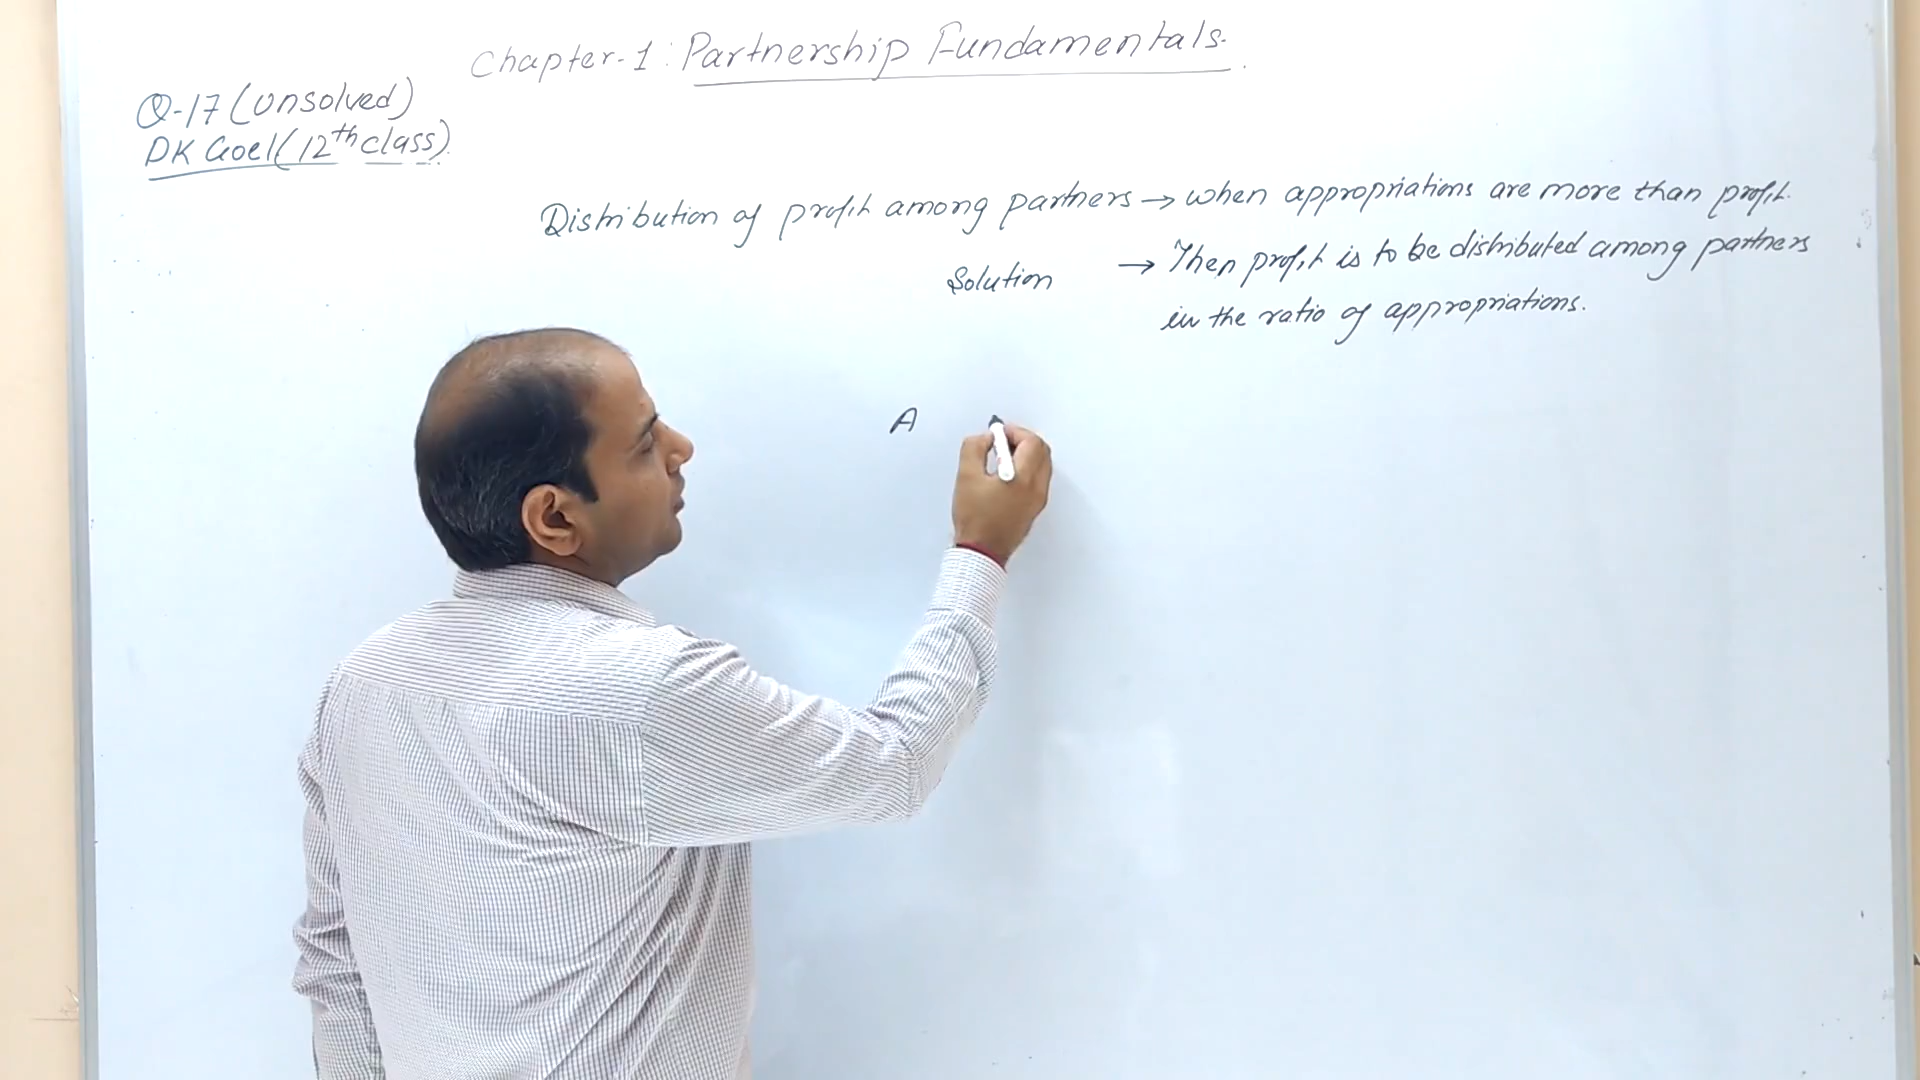 Chapter-1: Partnership Fundamentals.
Q-17 (Unsolved)
DK Goel (12th class)
Distribution of profit among partners → when appropriations are more than profit.
Solution → Then profit is to be distributed among partners
in the ratio of appropriations.
A